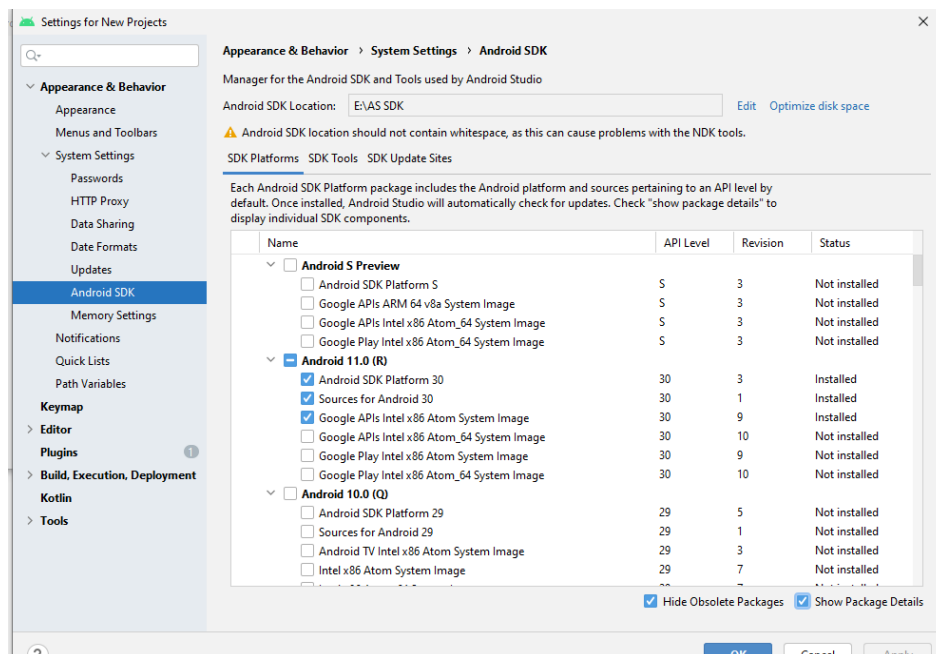 Settings for New Projects
Appearance & Behavior
Appearance
Menus and Toolbars
System Settings
Passwords
HTTP Proxy
Data Sharing
Date Formats
Updates
Android SDK
Memory Settings
Notifications
Quick Lists
Path Variables
Keymap
Editor
Plugins 1
Build, Execution, Deployment
Kotlin
Tools
Appearance & Behavior > System Settings > Android SDK
Manager for the Android SDK and Tools used by Android Studio
Android SDK Location: E:\AS SDK Edit Optimize disk space
Android SDK location should not contain whitespace, as this can cause problems with the NDK tools.
SDK Platforms SDK Tools SDK Update Sites
Each Android SDK Platform package includes the Android platform and sources pertaining to an API level by
default. Once installed, Android Studio will automatically check for updates. Check "show package details" to
display individual SDK components.
Name API Level Revision Status
Android S Preview
Android SDK Platform S S 3 Not installed
Google APIs ARM 64 v8a System Image S 3 Not installed
Google APIs Intel x86 Atom_64 System Image S 3 Not installed
Google Play Intel x86 Atom_64 System Image S 3 Not installed
Android 11.0 (R)
Android SDK Platform 30 30 3 Installed
Sources for Android 30 30 1 Installed
Google APIs Intel x86 Atom System Image 30 9 Installed
Google APIs Intel x86 Atom_64 System Image 30 10 Not installed
Google Play Intel x86 Atom System Image 30 9 Not installed
Google Play Intel x86 Atom_64 System Image 30 10 Not installed
Android 10.0 (Q)
Android SDK Platform 29 29 5 Not installed
Sources for Android 29 29 1 Not installed
Android TV Intel x86 Atom System Image 29 3 Not installed
Intel x86 Atom System Image 29 7 Not installed
Hide Obsolete Packages Show Package Details
? OK Cancel Apply